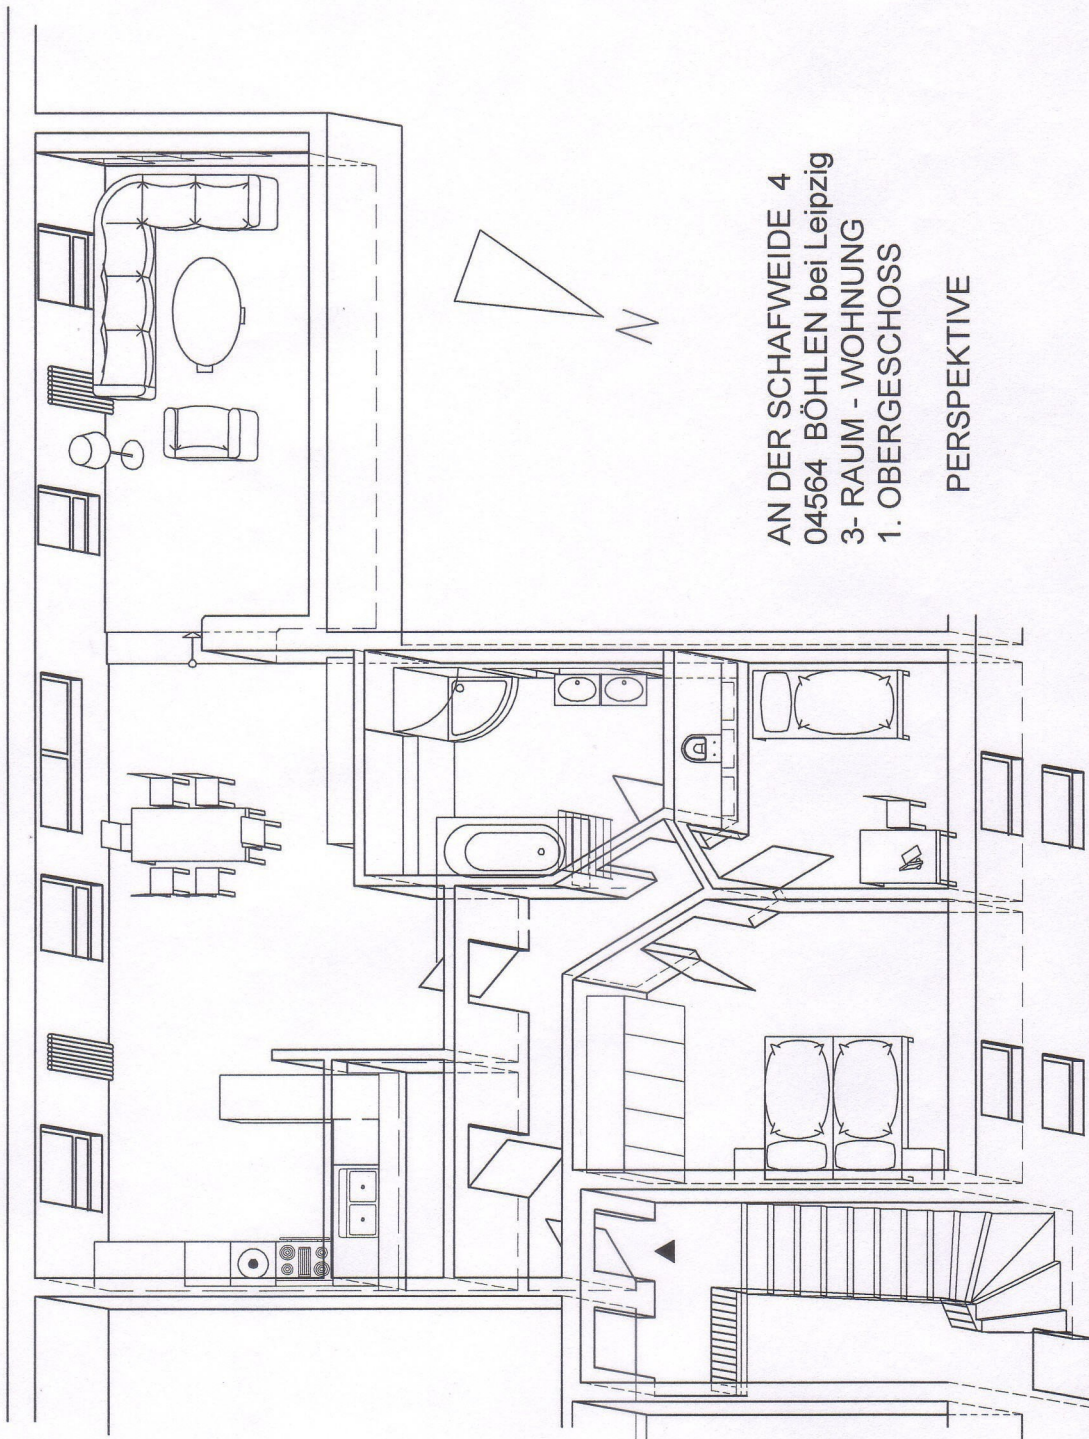 AN DER SCHAFWEIDE 4
04564 BÖHLEN bei Leipzig
3- RAUM - WOHNUNG
1. OBERGESCHOSS
PERSPEKTIVE
N